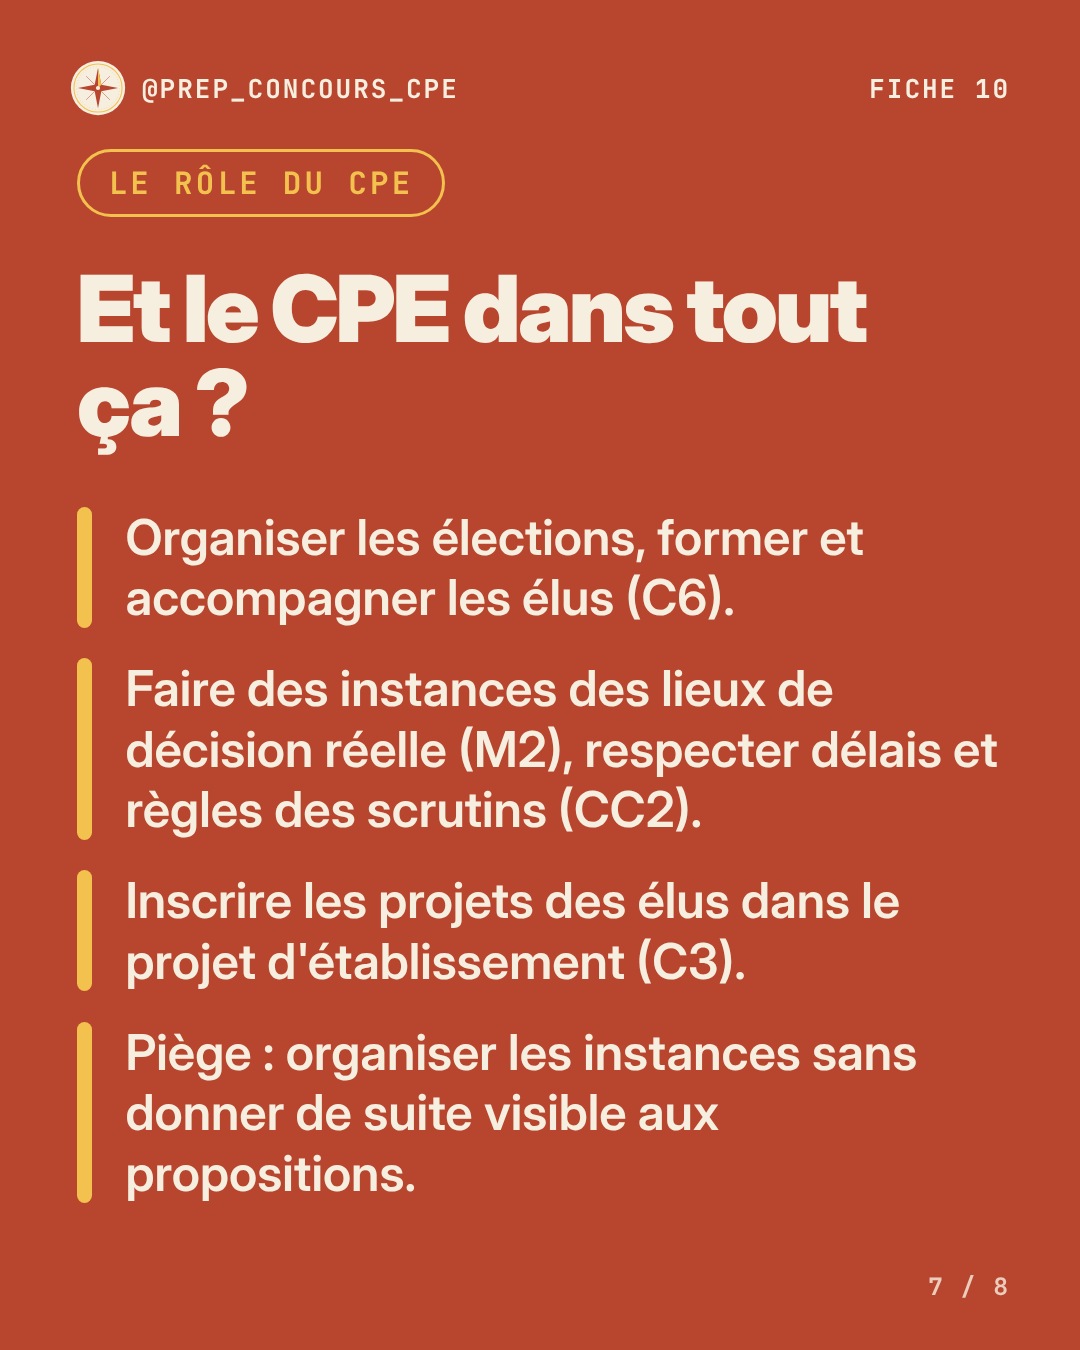 @PREP_CONCOURS_CPE
FICHE 10
LE RÔLE DU CPE
Et le CPE dans tout
ça ?
Organiser les élections, former et
accompagner les élus (C6).
Faire des instances des lieux de
décision réelle (M2), respecter délais et
règles des scrutins (CC2).
Inscrire les projets des élus dans le
projet d'établissement (C3).
Piège : organiser les instances sans
donner de suite visible aux
propositions.
7 / 8